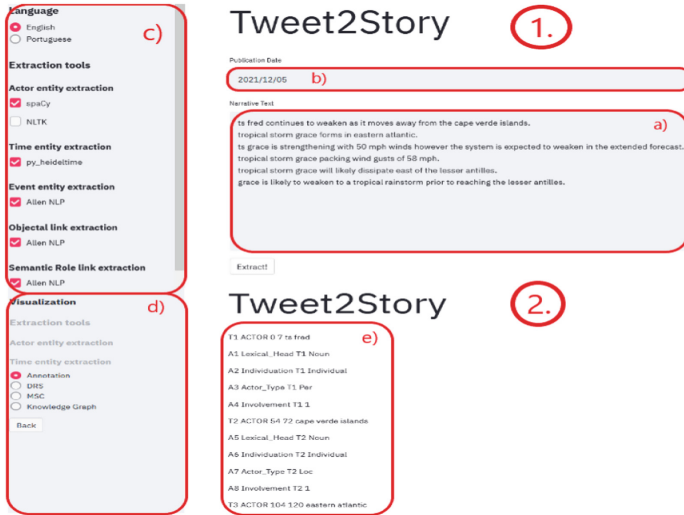 Language
English
Portuguese
c)
Extraction tools
Actor entity extraction
spaCy
NLTK
Time entity extraction
py_heideltime
Event entity extraction
Allen NLP
Objectal link extraction
Allen NLP
Semantic Role link extraction
Allen NLP
Tweet2Story
1.
Publication Date
2021/12/05
b)
Narrative Text
a)
ts fred continues to weaken as it moves away from the cape verde islands.
tropical storm grace forms in eastern atlantic.
ts grace is strengthening with 50 mph winds however the system is expected to weaken in the extended forecast.
tropical storm grace packing wind gusts of 58 mph.
tropical storm grace will likely dissipate east of the lesser antilles.
grace is likely to weaken to a tropical rainstorm prior to reaching the lesser antilles.
Extract!
Visualization
d)
Extraction tools
Actor entity extraction
Time entity extraction
Annotation
DRS
MSC
Knowledge Graph
Back
Tweet2Story
2.
e)
T1 ACTOR 0 7 ts fred
A1 Lexical_Head T1 Noun
A2 Individuation T1 Individual
A3 Actor_Type T1 Per
A4 Involvement T1 1
T2 ACTOR 54 72 cape verde islands
A5 Lexical_Head T2 Noun
A6 Individuation T2 Individual
A7 Actor_Type T2 Loc
A8 Involvement T2 1
T3 ACTOR 104 120 eastern atlantic